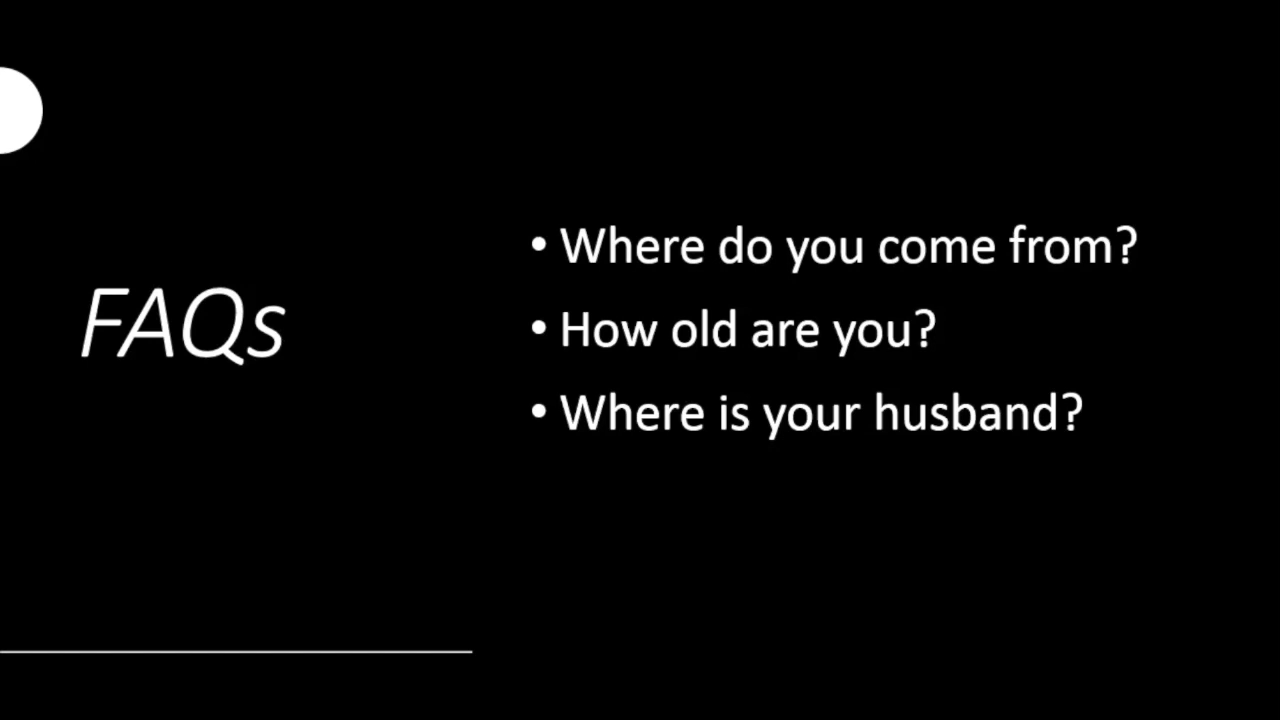 FAQs
• Where do you come from?
• How old are you?
• Where is your husband?